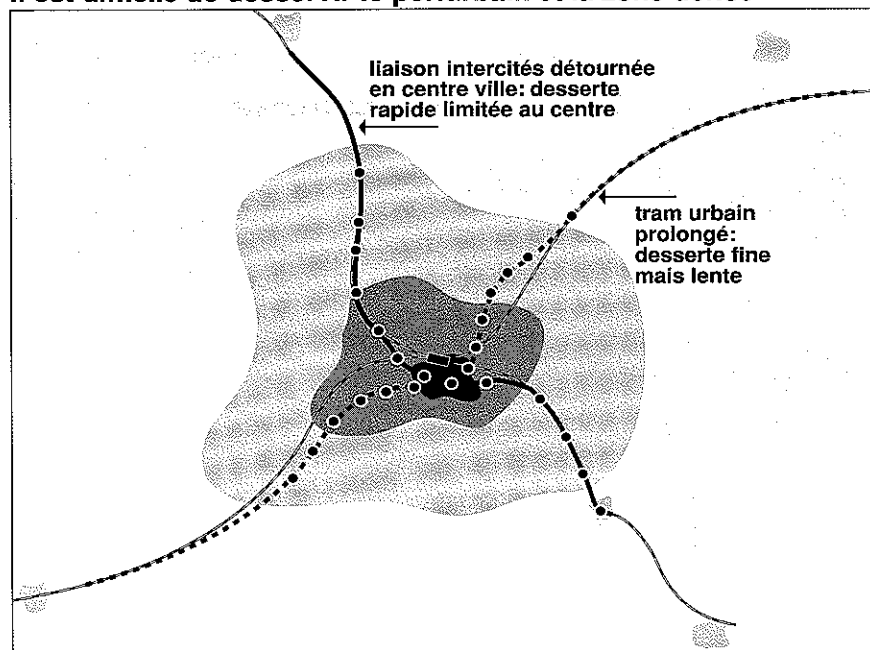 liaison intercités détournée
en centre ville: desserte
rapide limitée au centre
tram urbain
prolongé:
desserte fine
mais lente